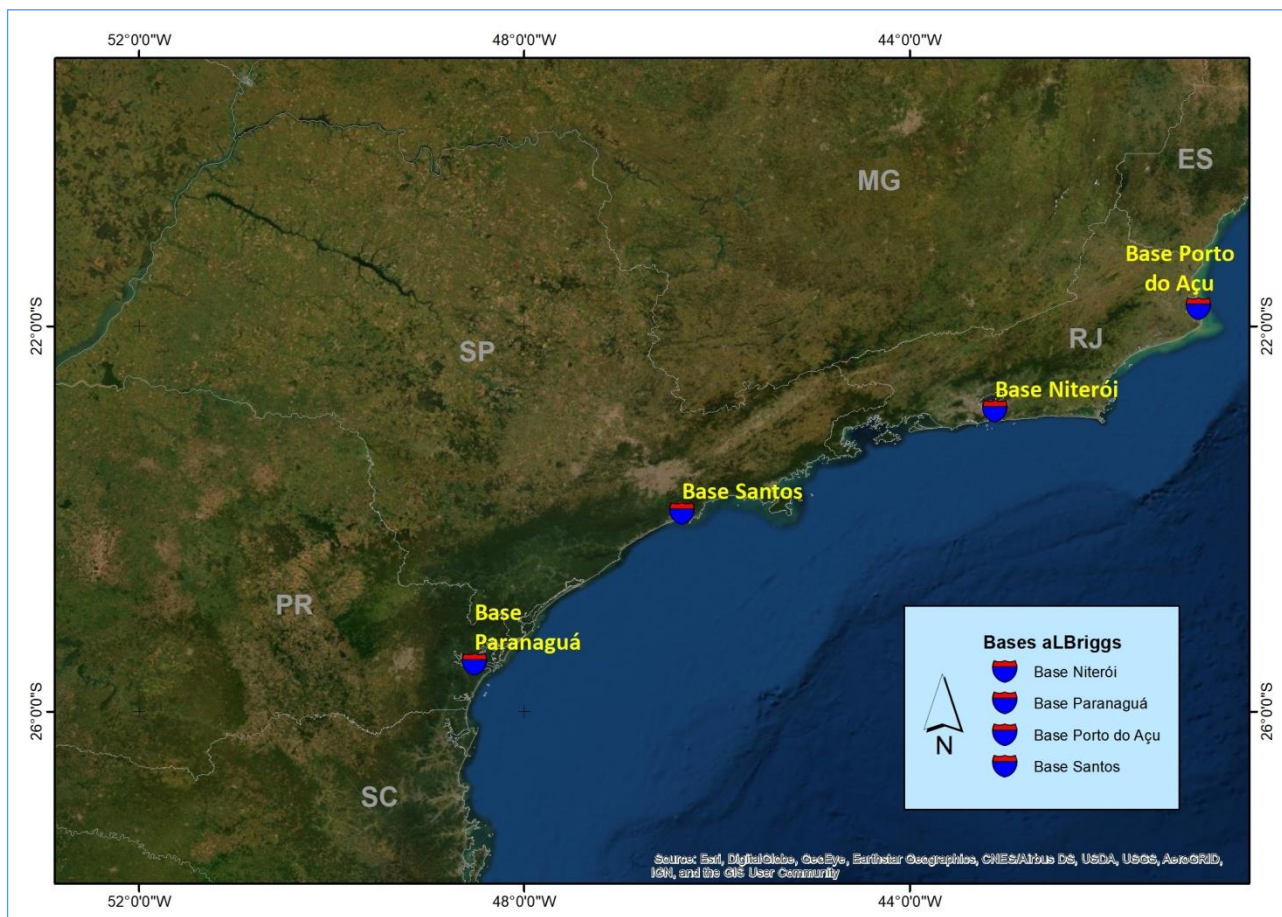 52°0'0"W 48°0'0"W 44°0'0"W
ES
MG
Base Porto
do Açu
22°0'0"S 22°0'0"S
RJ
SP
Base Niterói
Base Santos
Base
Paranaguá
PR
Bases aLBriggs
Base Niterói
Base Paranaguá
Base Porto do Açu
Base Santos
N
26°0'0"S 26°0'0"S
SC
Source: Esri, DigitalGlobe, GeoEye, Earthstar Geographics, CNES/Airbus DS, USDA, USGS, AeroGRID,
IGN, and the GIS User Community
52°0'0"W 48°0'0"W 44°0'0"W